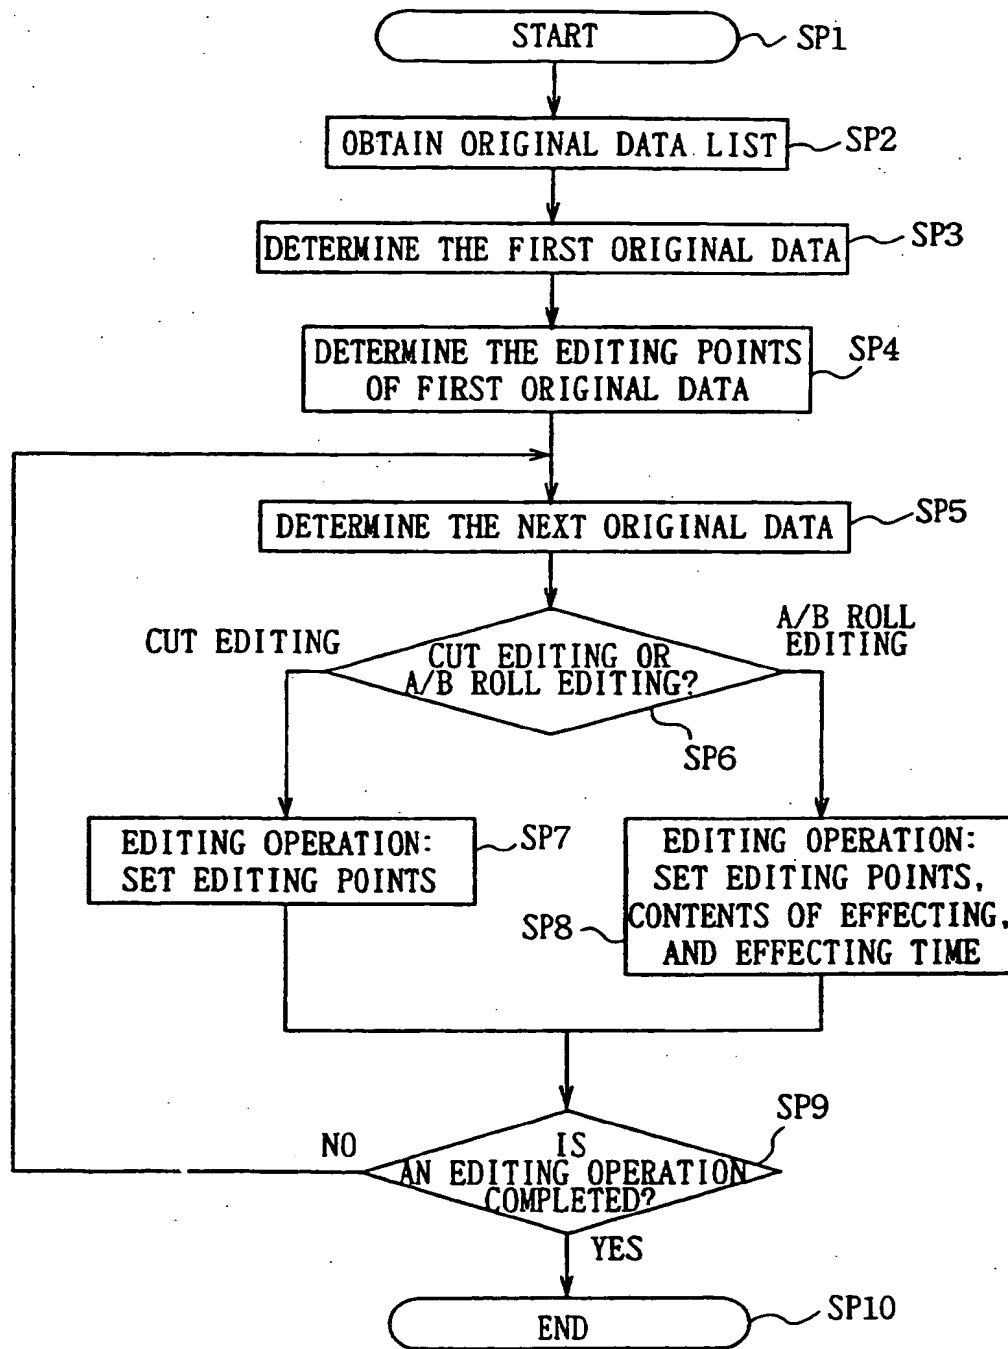 START
SP1
OBTAIN ORIGINAL DATA LIST
SP2
DETERMINE THE FIRST ORIGINAL DATA
SP3
DETERMINE THE EDITING POINTS
OF FIRST ORIGINAL DATA
SP4
DETERMINE THE NEXT ORIGINAL DATA
SP5
CUT EDITING
CUT EDITING OR
A/B ROLL EDITING?
A/B ROLL
EDITING
SP6
EDITING OPERATION:
SET EDITING POINTS
SP7
EDITING OPERATION:
SET EDITING POINTS,
CONTENTS OF EFFECTING,
AND EFFECTING TIME
SP8
IS
AN EDITING OPERATION
COMPLETED?
SP9
NO
YES
END
SP10